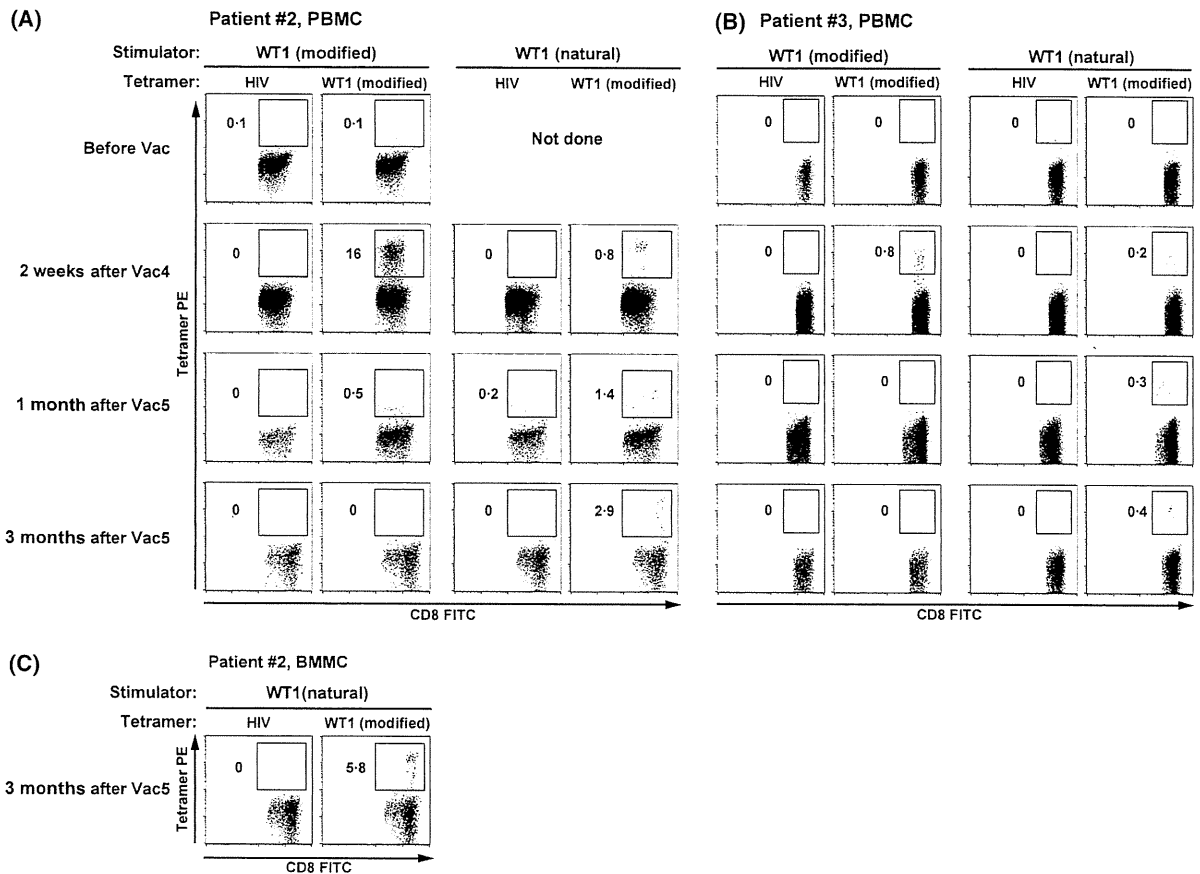 (A) Patient #2, PBMC
Stimulator: WT1 (modified) WT1 (natural)
Tetramer: HIV WT1 (modified) HIV WT1 (modified)
Before Vac 0·1 0·1 Not done
2 weeks after Vac4 0 16 0 0·8
1 month after Vac5 0 0·5 0·2 1·4
3 months after Vac5 0 0 0 2·9
Tetramer PE
CD8 FITC
(B) Patient #3, PBMC
WT1 (modified) WT1 (natural)
HIV WT1 (modified) HIV WT1 (modified)
0 0 0 0
0 0·8 0 0·2
0 0 0 0·3
0 0 0 0·4
CD8 FITC
(C) Patient #2, BMMC
Stimulator: WT1(natural)
Tetramer: HIV WT1 (modified)
3 months after Vac5 0 5·8
Tetramer PE
CD8 FITC